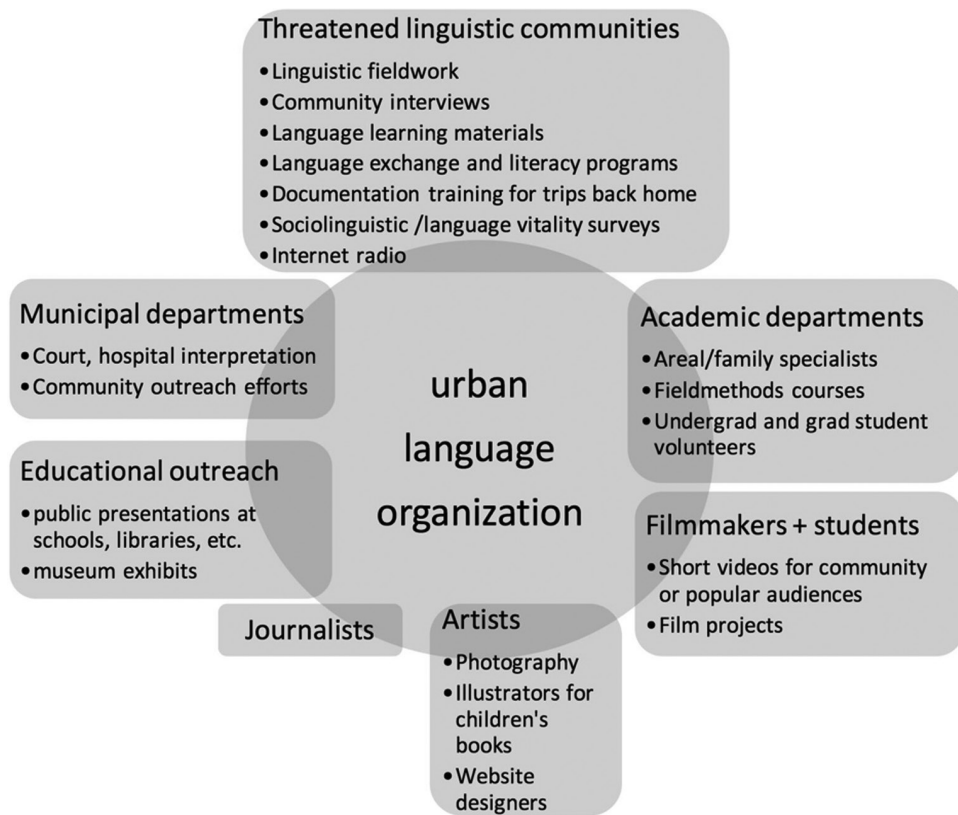 Threatened linguistic communities
•Linguistic fieldwork
•Community interviews
•Language learning materials
•Language exchange and literacy programs
•Documentation training for trips back home
•Sociolinguistic /language vitality surveys
•Internet radio
Municipal departments
•Court, hospital interpretation
•Community outreach efforts
Educational outreach
•public presentations at
schools, libraries, etc.
•museum exhibits
Journalists
urban
language
organization
Artists
•Photography
•Illustrators for
children's
books
•Website
designers
Academic departments
•Areal/family specialists
•Fieldmethods courses
•Undergrad and grad student
volunteers
Filmmakers + students
•Short videos for community
or popular audiences
•Film projects